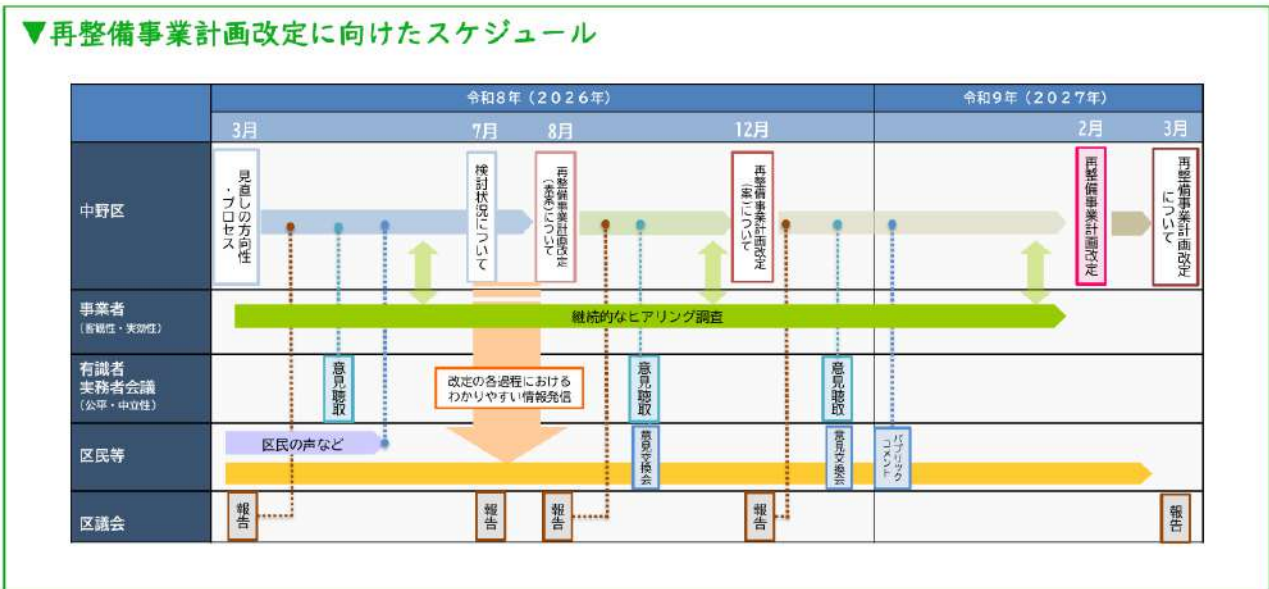 ▼再整備事業計画改定に向けたスケジュール
令和8年（2026年）
令和9年（2027年）
3月
7月
8月
12月
2月
3月
中野区
見直しの方向性
・プロセス
検討状況について
再整備事業計画改定
（素案）について
再整備事業計画改定
（案）について
再整備事業計画改定
再整備事業計画改定
について
事業者
（客観性・実効性）
継続的なヒアリング調査
有識者
実務者会議
（公平・中立性）
意見聴取
改定の各過程における
わかりやすい情報発信
意見聴取
意見聴取
区民等
区民の声など
意見交換会
意見交換会
パブリック
コメント
区議会
報告
報告
報告
報告
報告